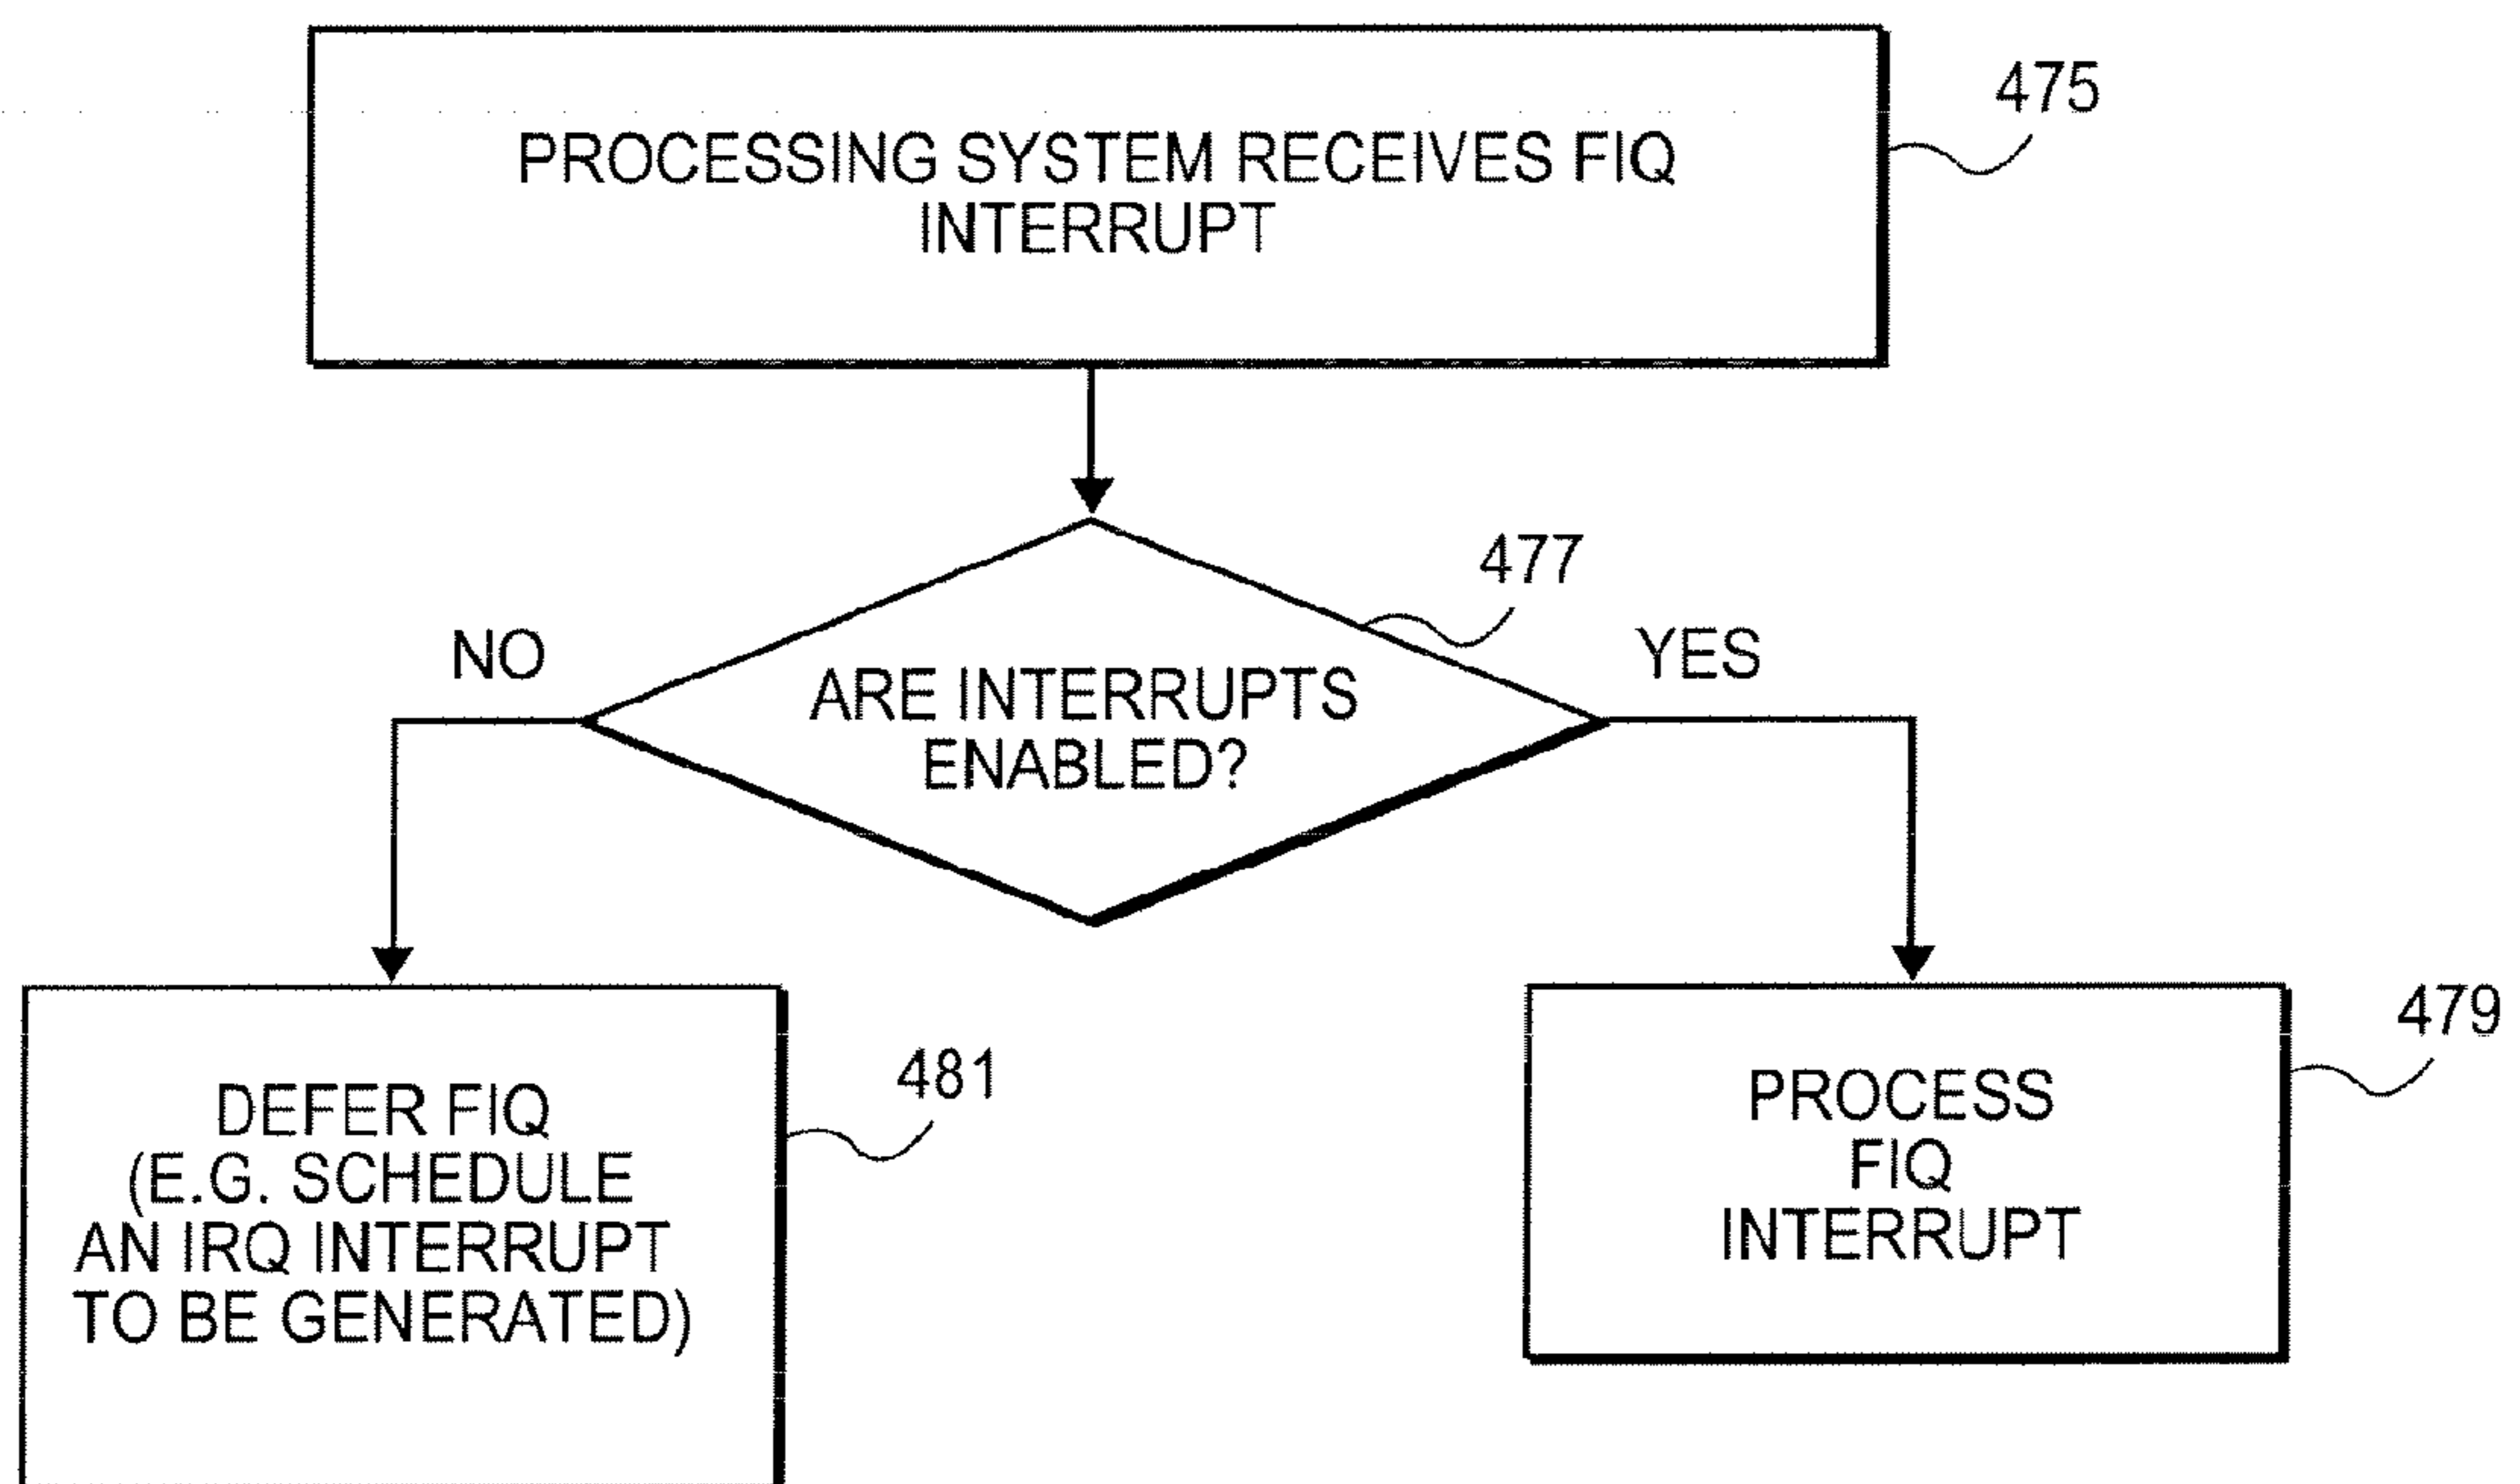 PROCESSING SYSTEM RECEIVES FIQ
INTERRUPT
475
477
NO
YES
ARE INTERRUPTS
ENABLED?
481
DEFER FIQ
(E.G. SCHEDULE
AN IRQ INTERRUPT
TO BE GENERATED)
479
PROCESS
FIQ
INTERRUPT